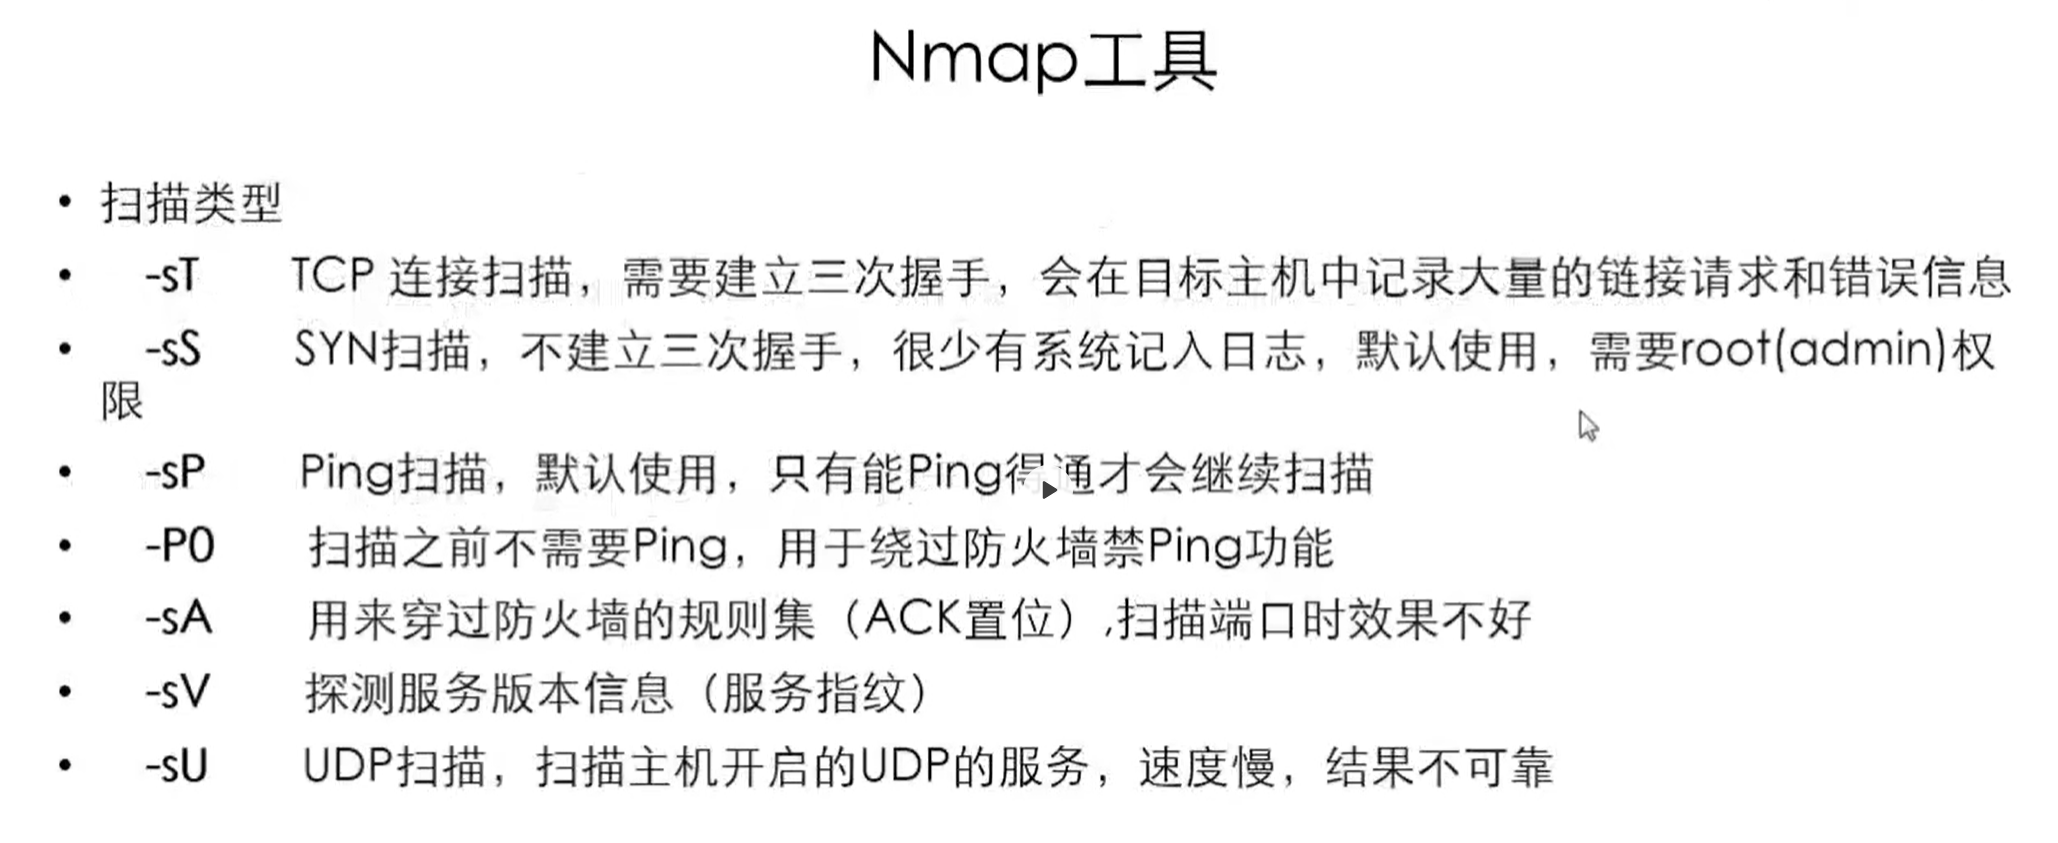 Nmap工具
• 扫描类型
• -sT TCP 连接扫描，需要建立三次握手，会在目标主机中记录大量的链接请求和错误信息
• -sS SYN扫描，不建立三次握手，很少有系统记入日志，默认使用，需要root(admin)权
限
• -sP Ping扫描，默认使用，只有能Ping得通才会继续扫描
• -P0 扫描之前不需要Ping，用于绕过防火墙禁Ping功能
• -sA 用来穿过防火墙的规则集（ACK置位）,扫描端口时效果不好
• -sV 探测服务版本信息（服务指纹）
• -sU UDP扫描，扫描主机开启的UDP的服务，速度慢，结果不可靠